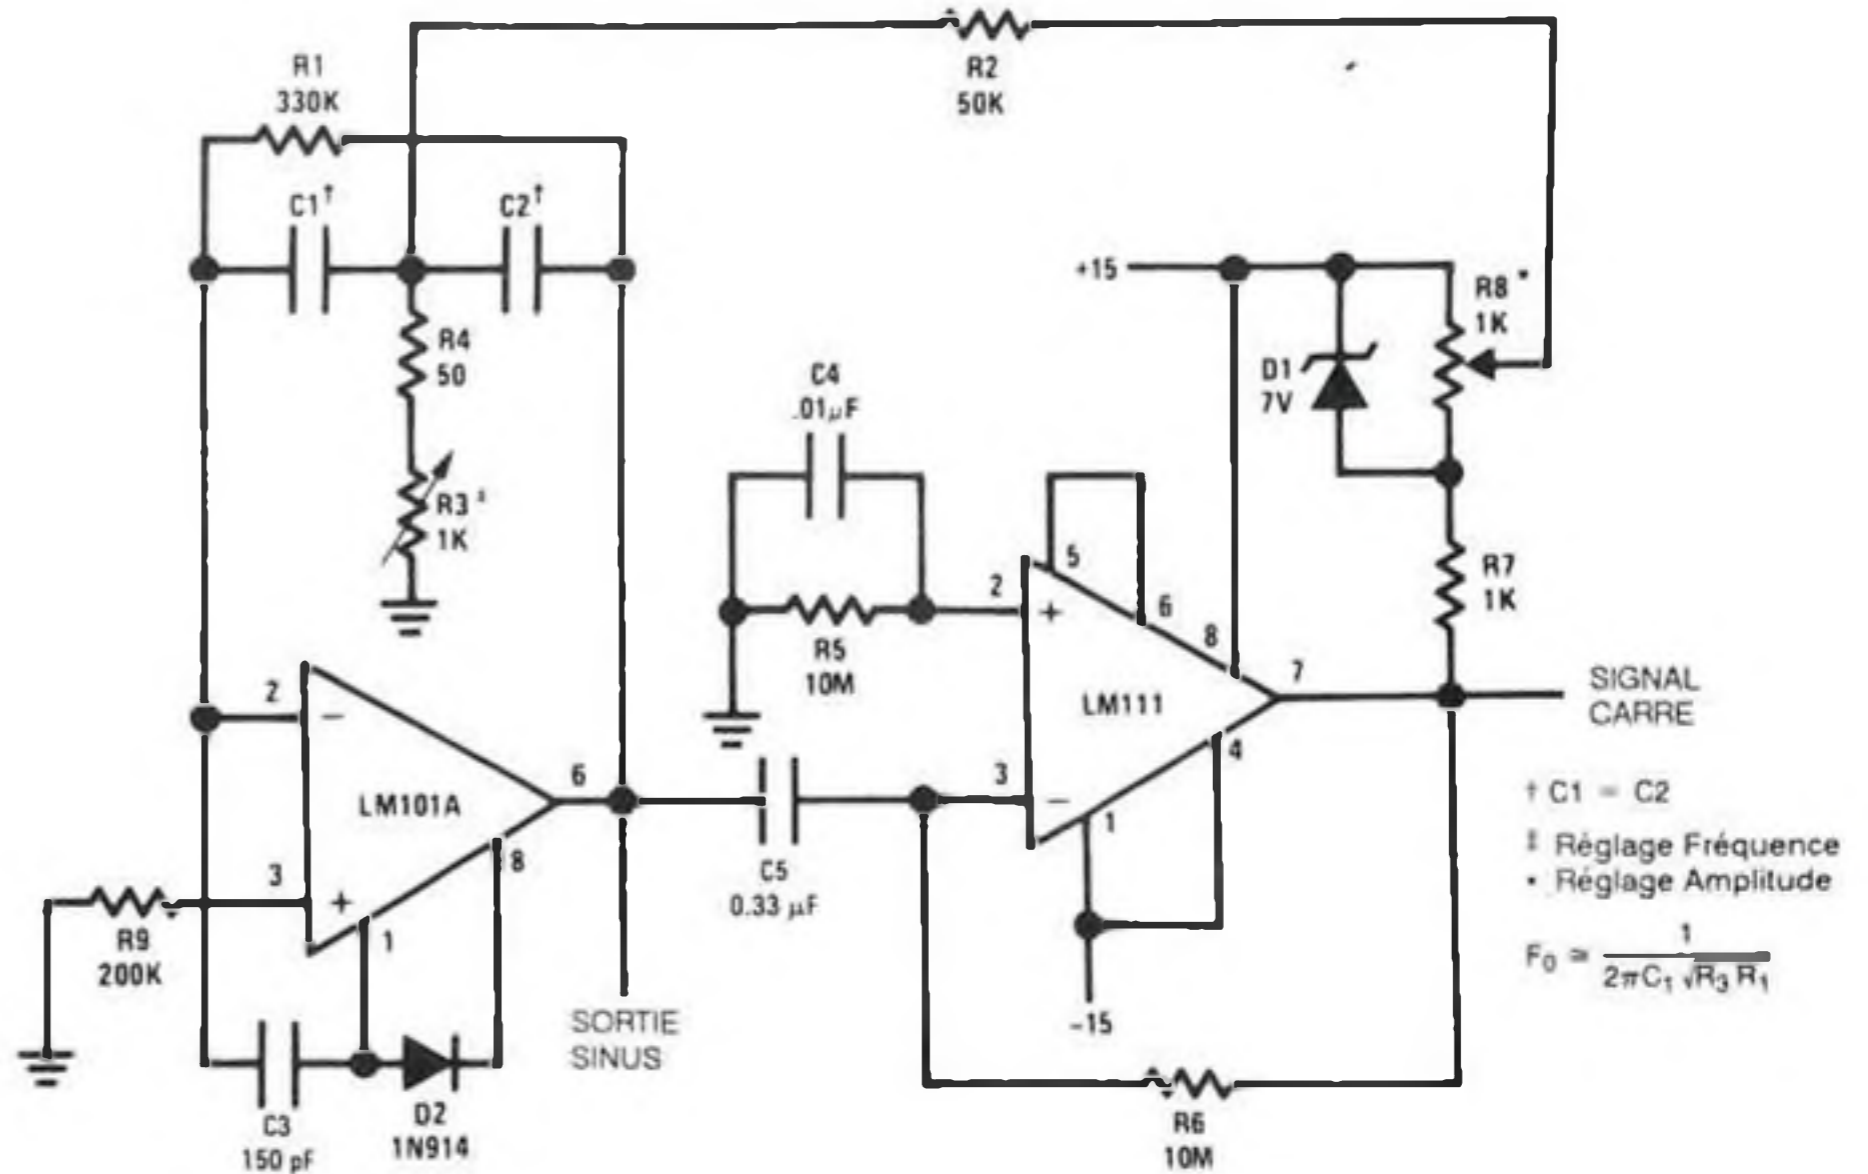 R1
330K
R2
50K
C1†
C2†
R4
50
R3‡
1K
+15
R8*
1K
D1
7V
C4
.01μF
R5
10M
R7
1K
2
+
5
6
8
7
LM111
3
−
1
4
−15
SIGNAL
CARRE
2
−
LM101A
6
3
+
1
8
R9
200K
C5
0.33 μF
SORTIE
SINUS
C3
150 pF
D2
1N914
R6
10M
† C1 = C2
‡ Réglage Fréquence
• Réglage Amplitude
F₀ ≅ 1 / 2πC₁ √R₃ R₁